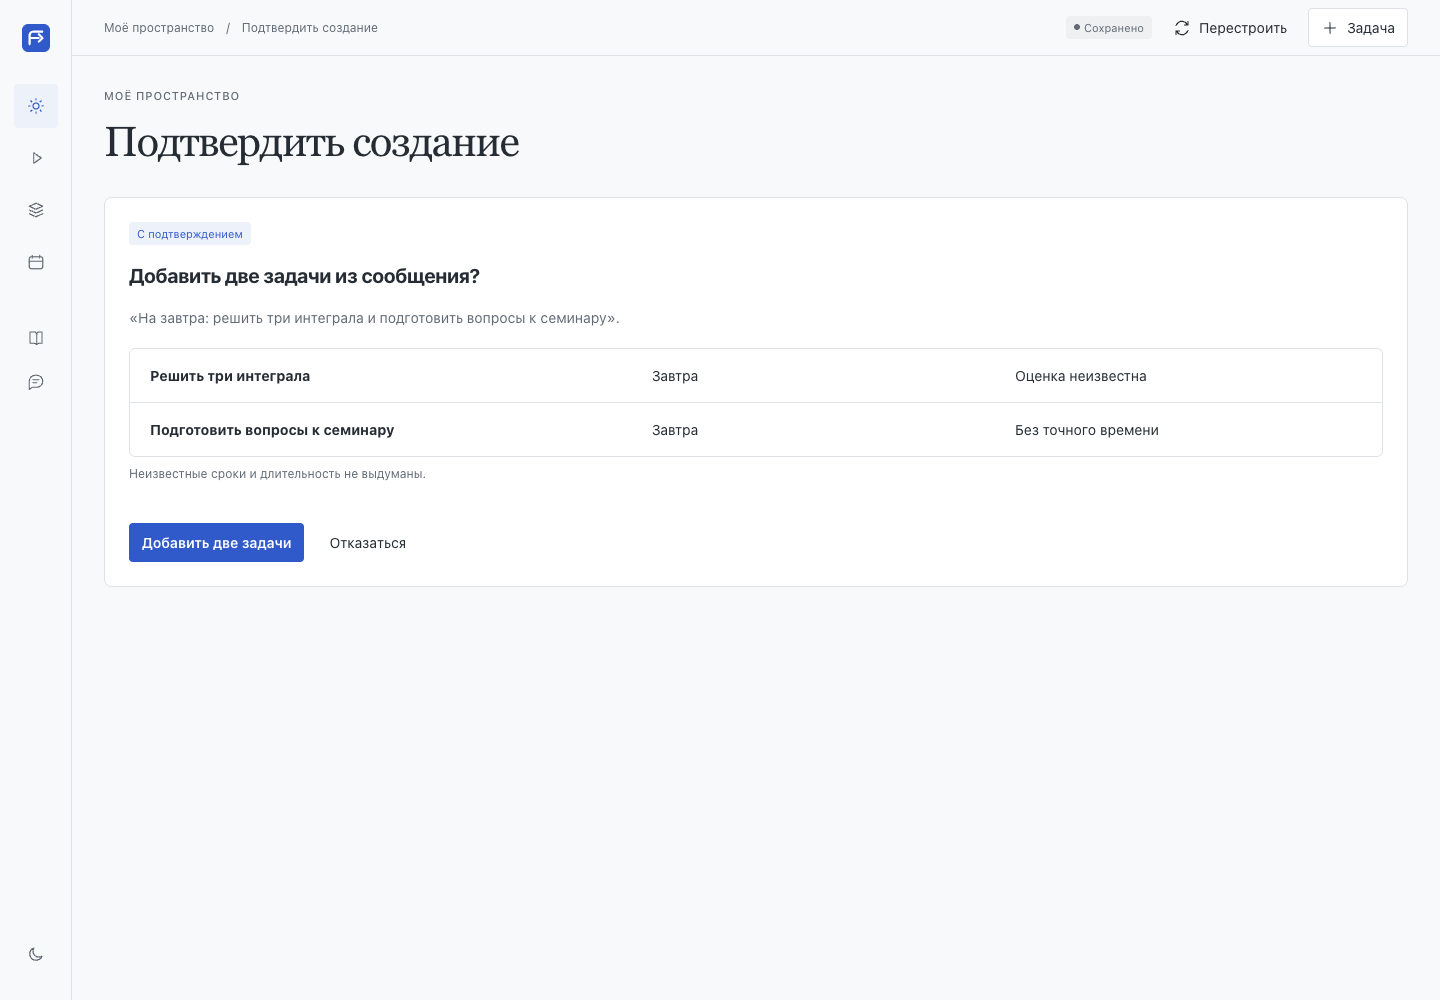 Моё пространство / Подтвердить создание
Сохранено
Перестроить
Задача
МОЁ ПРОСТРАНСТВО
Подтвердить создание
С подтверждением
Добавить две задачи из сообщения?
«На завтра: решить три интеграла и подготовить вопросы к семинару».
Решить три интеграла Завтра Оценка неизвестна
Подготовить вопросы к семинару Завтра Без точного времени
Неизвестные сроки и длительность не выдуманы.
Добавить две задачи Отказаться